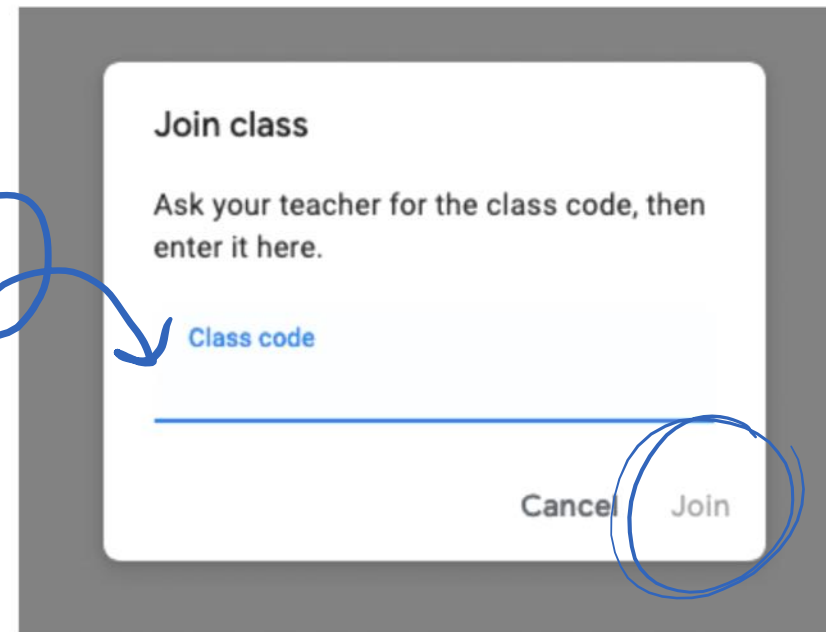 Join class
Ask your teacher for the class code, then
enter it here.
Class code
Cancel Join